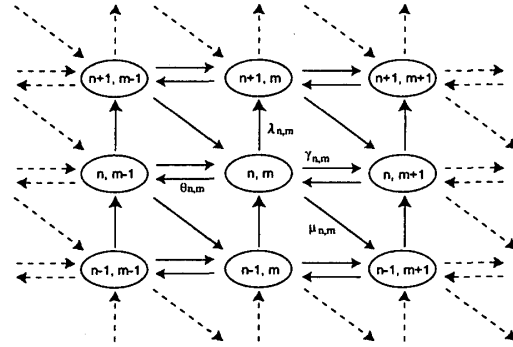 n+1, m-1 n+1, m n+1, m+1
λn,m
γn,m
n, m-1 n, m n, m+1
θn,m
μn,m
n-1, m-1 n-1, m n-1, m+1